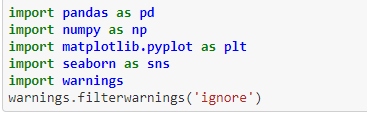 import pandas as pd
import numpy as np
import matplotlib.pyplot as plt
import seaborn as sns
import warnings
warnings.filterwarnings('ignore')